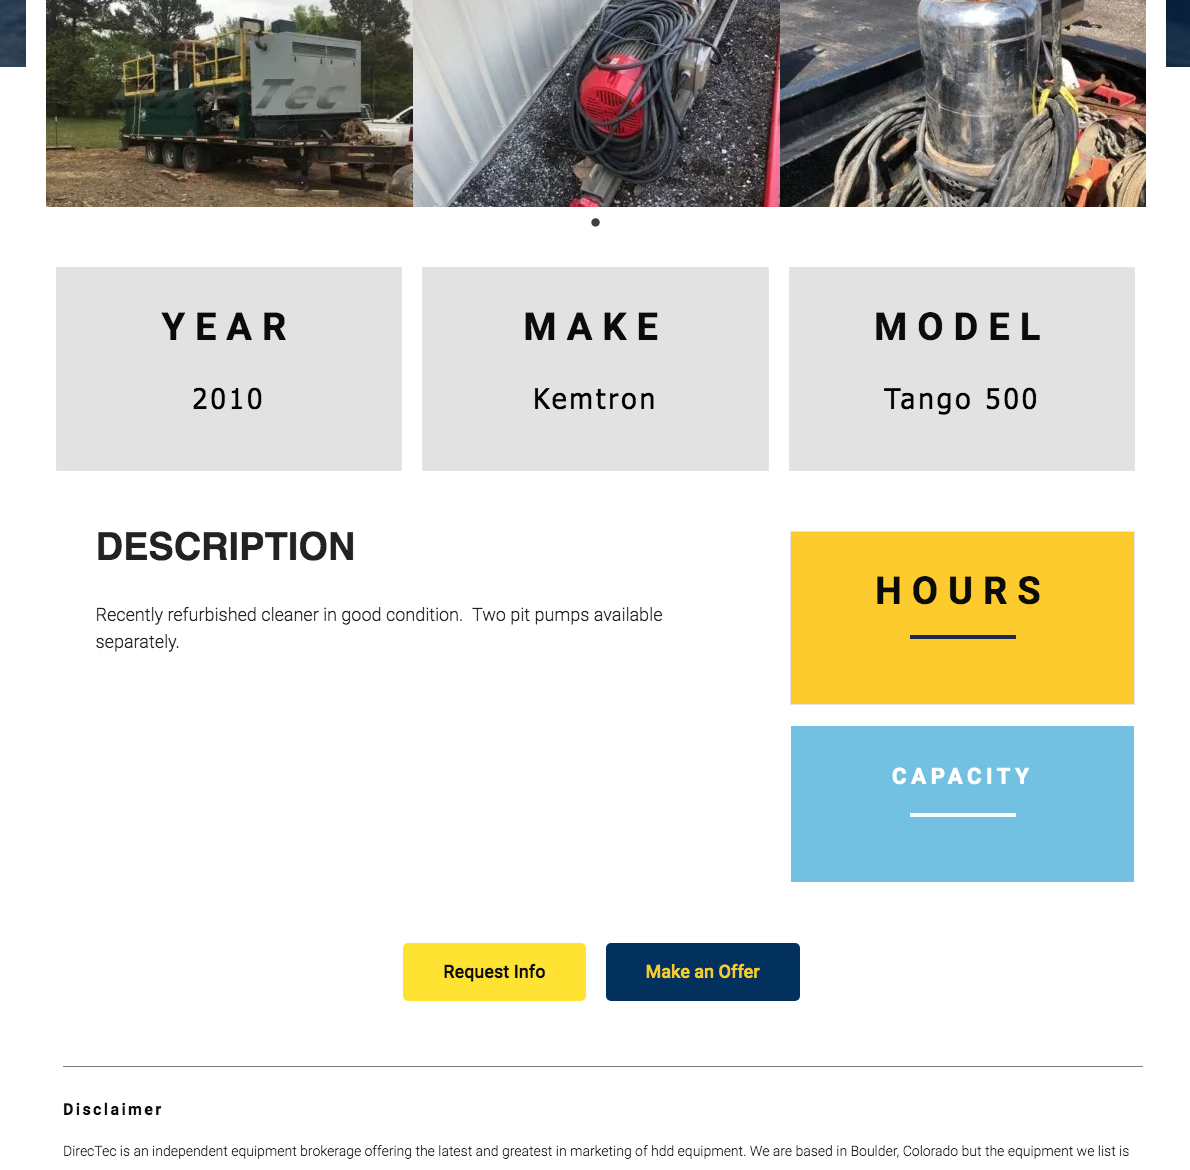 Tec
YEAR
2010
MAKE
Kemtron
MODEL
Tango 500
DESCRIPTION
Recently refurbished cleaner in good condition.  Two pit pumps available
separately.
HOURS
CAPACITY
Request Info
Make an Offer
Disclaimer
DirecTec is an independent equipment brokerage offering the latest and greatest in marketing of hdd equipment. We are based in Boulder, Colorado but the equipment we list is